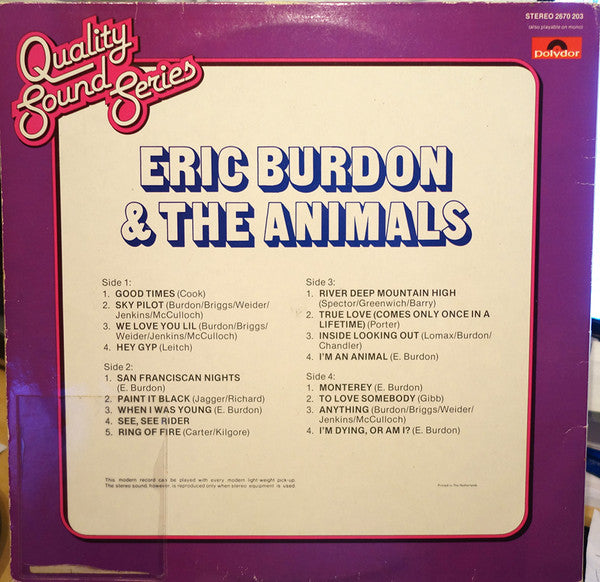 Quality
Sound
Series
STEREO 2670 203
(also playable on mono)
polydor
ERIC BURDON
& THE ANIMALS
Side 1:
1. GOOD TIMES (Cook)
2. SKY PILOT (Burdon/Briggs/Weider/
Jenkins/McCulloch)
3. WE LOVE YOU LIL (Burdon/Briggs/
Weider/Jenkins/McCulloch)
4. HEY GYP (Leitch)
Side 2:
1. SAN FRANCISCAN NIGHTS
(E. Burdon)
2. PAINT IT BLACK (Jagger/Richard)
3. WHEN I WAS YOUNG (E. Burdon)
4. SEE, SEE RIDER
5. RING OF FIRE (Carter/Kilgore)
Side 3:
1. RIVER DEEP MOUNTAIN HIGH
(Spector/Greenwich/Barry)
2. TRUE LOVE (COMES ONLY ONCE IN A
LIFETIME) (Porter)
3. INSIDE LOOKING OUT (Lomax/Burdon/
Chandler)
4. I'M AN ANIMAL (E. Burdon)
Side 4:
1. MONTEREY (E. Burdon)
2. TO LOVE SOMEBODY (Gibb)
3. ANYTHING (Burdon/Briggs/Weider/
Jenkins/McCulloch)
4. I'M DYING, OR AM I? (E. Burdon)
This modern record can be played with every modern light-weight pick-up.
The stereo sound, however, is reproduced only when stereo equipment is used.
Printed in The Netherlands